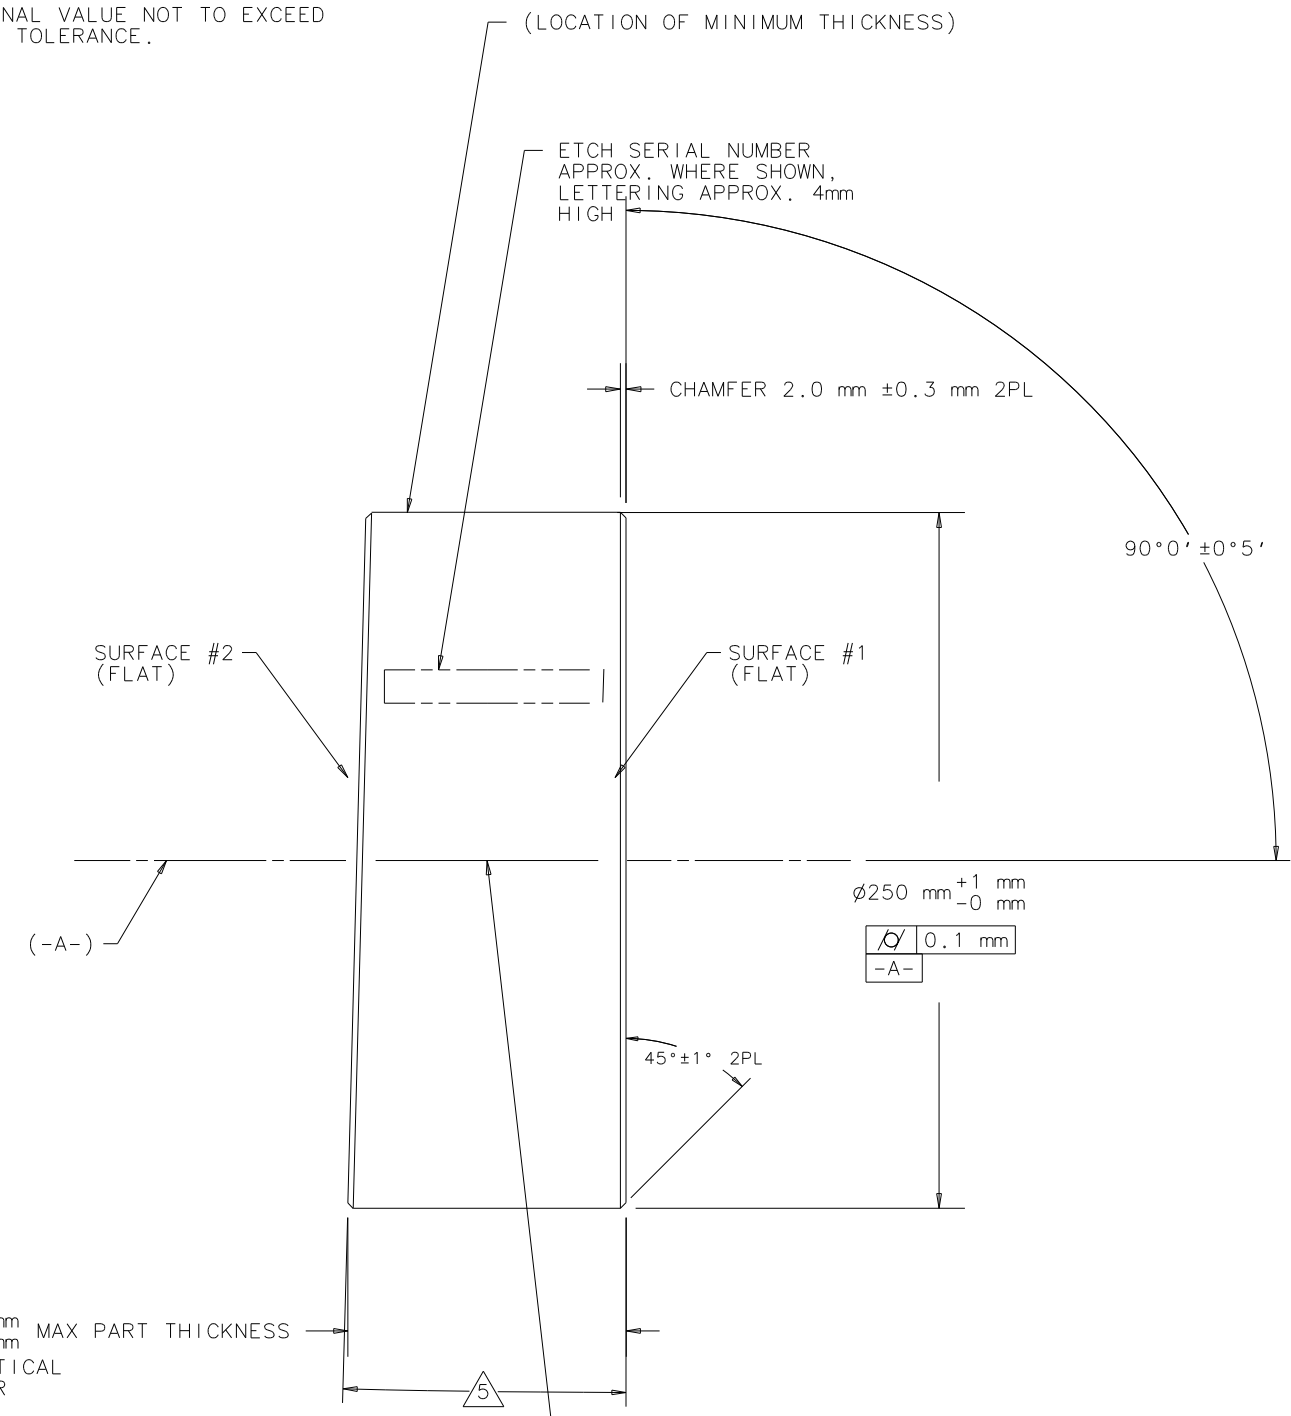 NAL VALUE NOT TO EXCEED
TOLERANCE.
(LOCATION OF MINIMUM THICKNESS)
ETCH SERIAL NUMBER
APPROX. WHERE SHOWN,
LETTERING APPROX. 4mm
HIGH
CHAMFER 2.0 mm ±0.3 mm 2PL
90°0' ±0°5'
SURFACE #2
(FLAT)
SURFACE #1
(FLAT)
Ø250 mm +1 mm
-0 mm
(-A-)
0.1 mm
-A-
45°±1° 2PL
mm
mm
MAX PART THICKNESS
TICAL
R
5